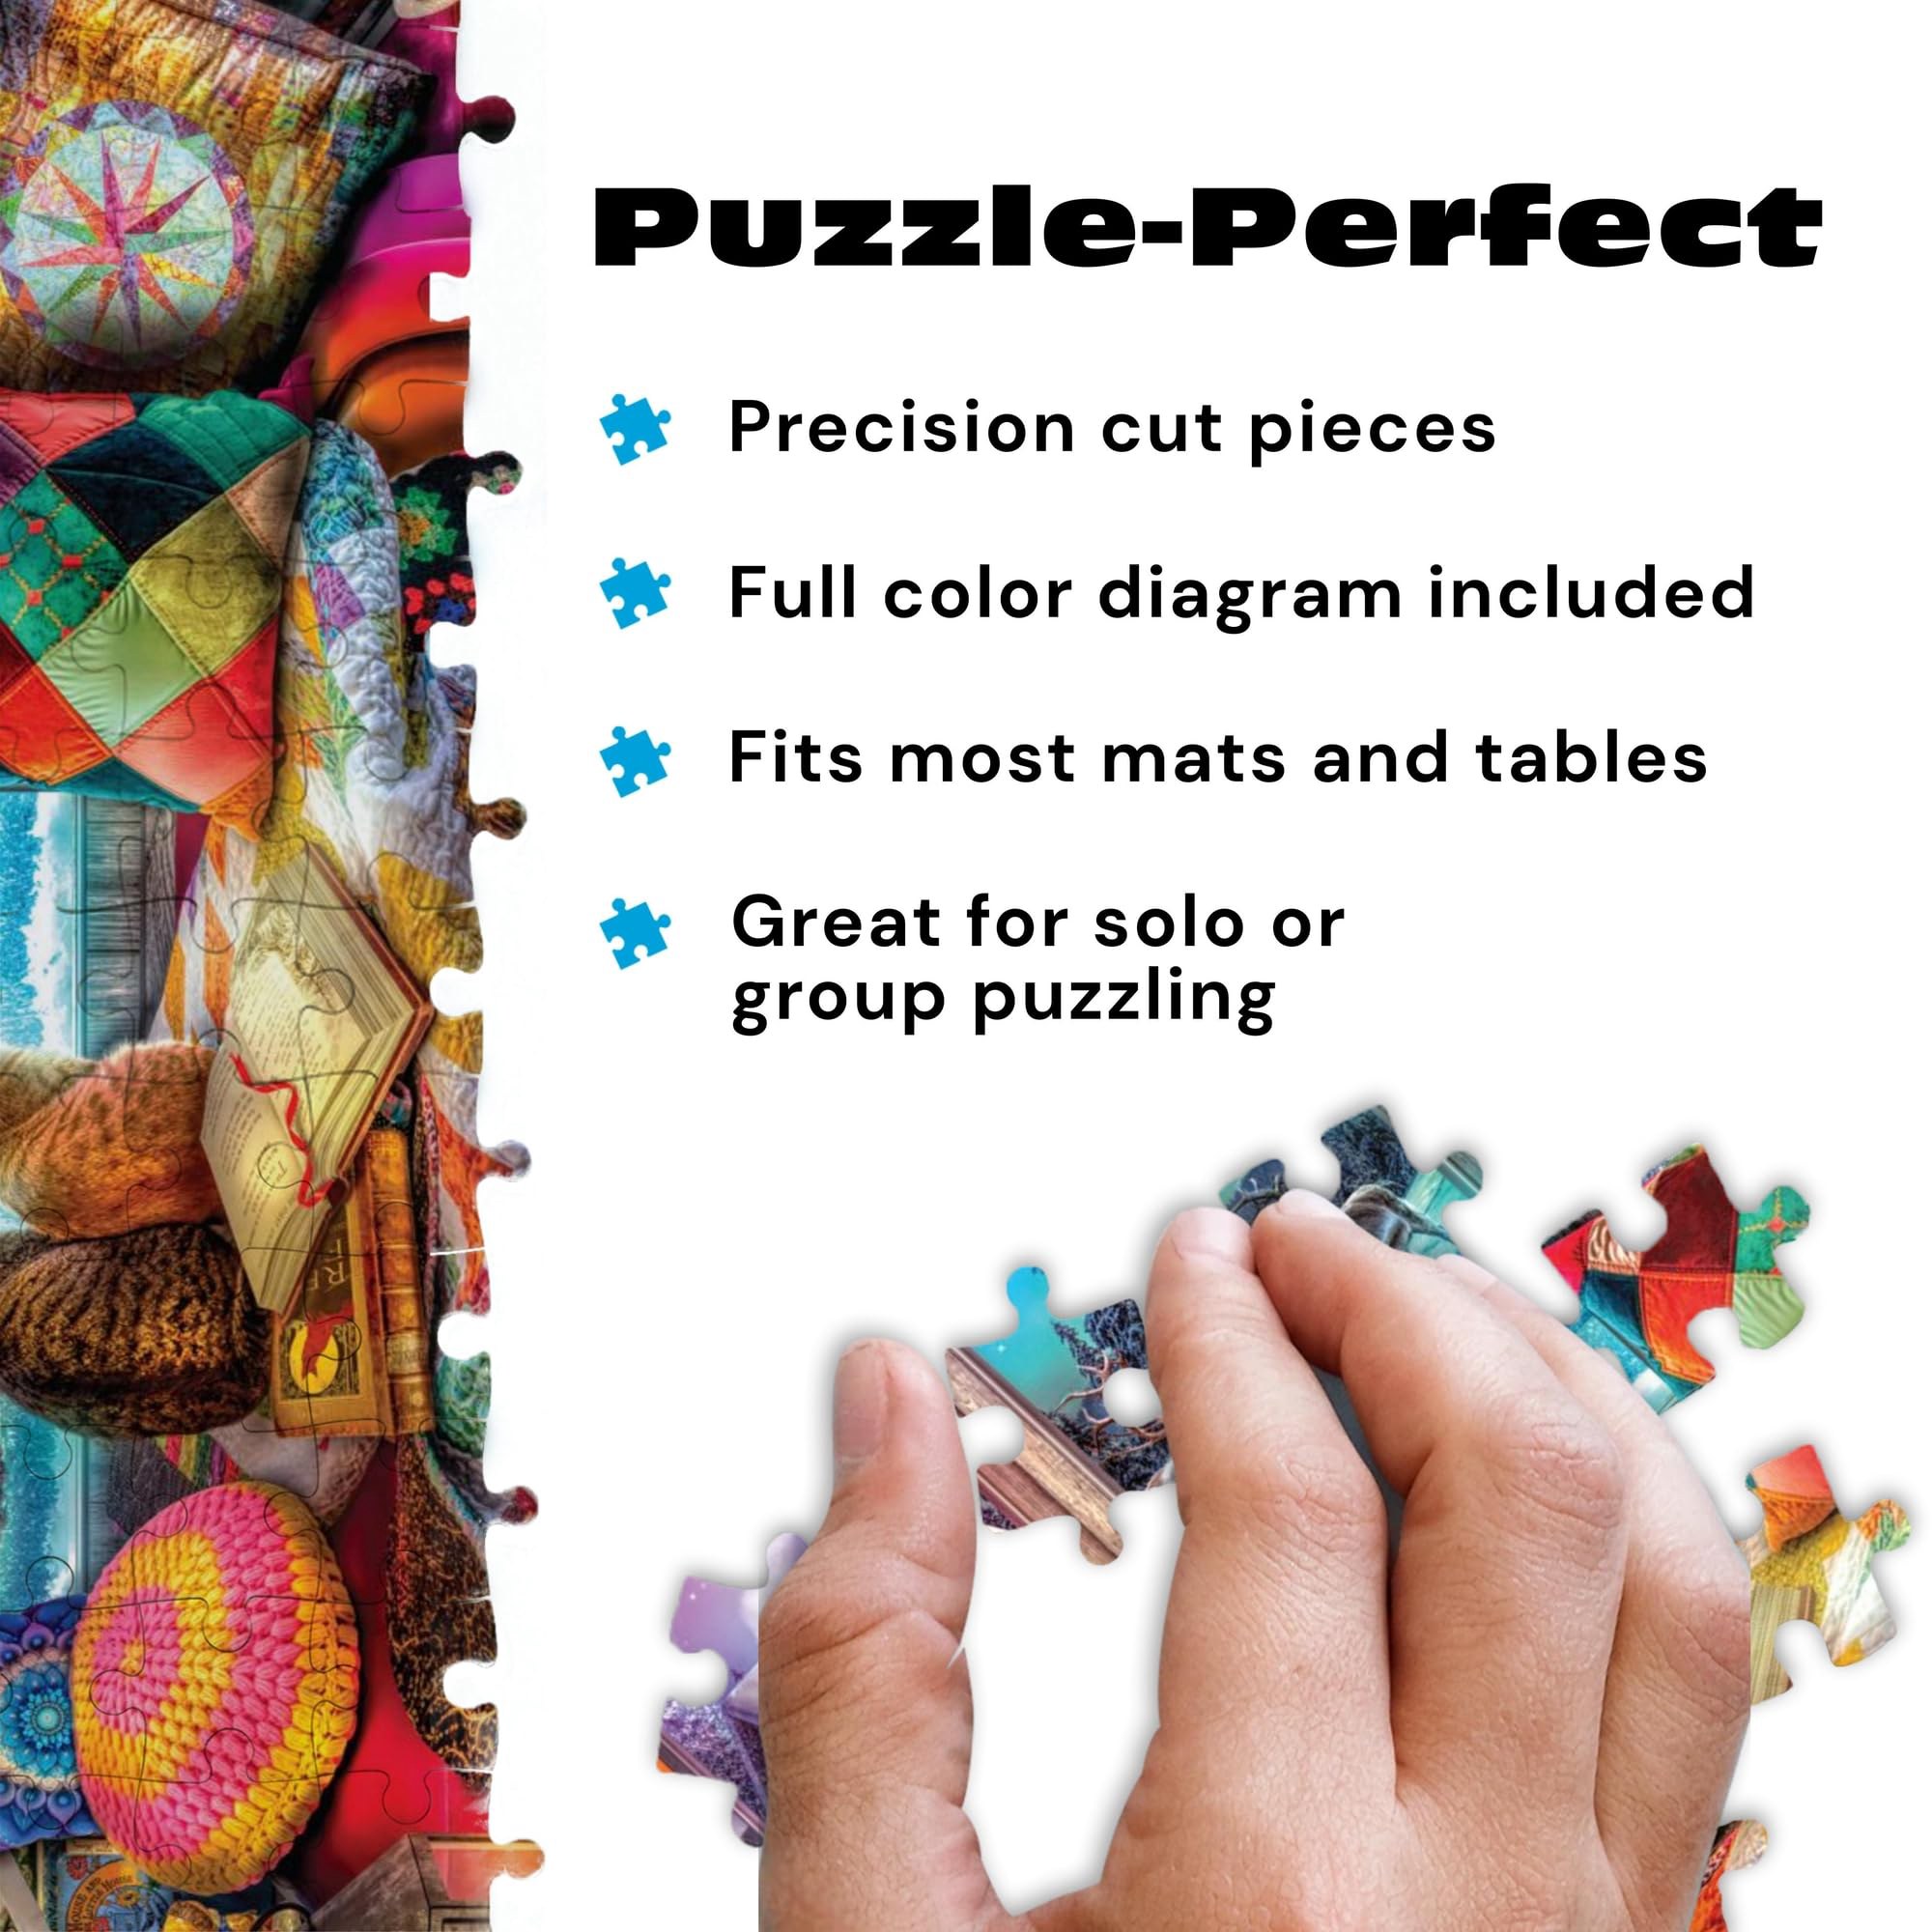 Puzzle-Perfect
Precision cut pieces
Full color diagram included
Fits most mats and tables
Great for solo or
group puzzling